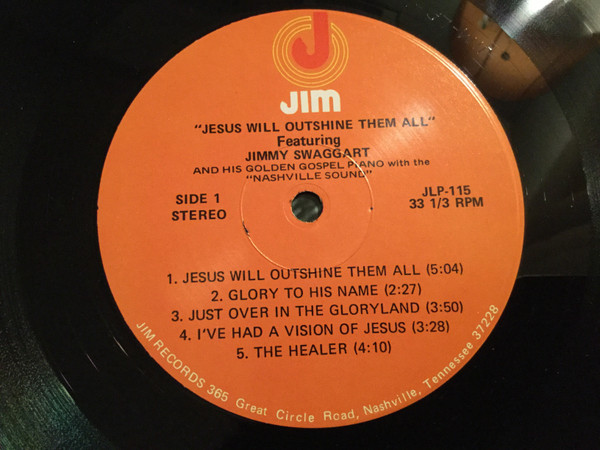 J
JIM
"JESUS WILL OUTSHINE THEM ALL"
Featuring
JIMMY SWAGGART
AND HIS GOLDEN GOSPEL PIANO with the
"NASHVILLE SOUND"
SIDE 1
STEREO
JLP-115
33 1/3 RPM
1. JESUS WILL OUTSHINE THEM ALL (5:04)
2. GLORY TO HIS NAME (2:27)
3. JUST OVER IN THE GLORYLAND (3:50)
4. I'VE HAD A VISION OF JESUS (3:28)
5. THE HEALER (4:10)
JIM RECORDS 365 Great Circle Road, Nashville, Tennessee 37228